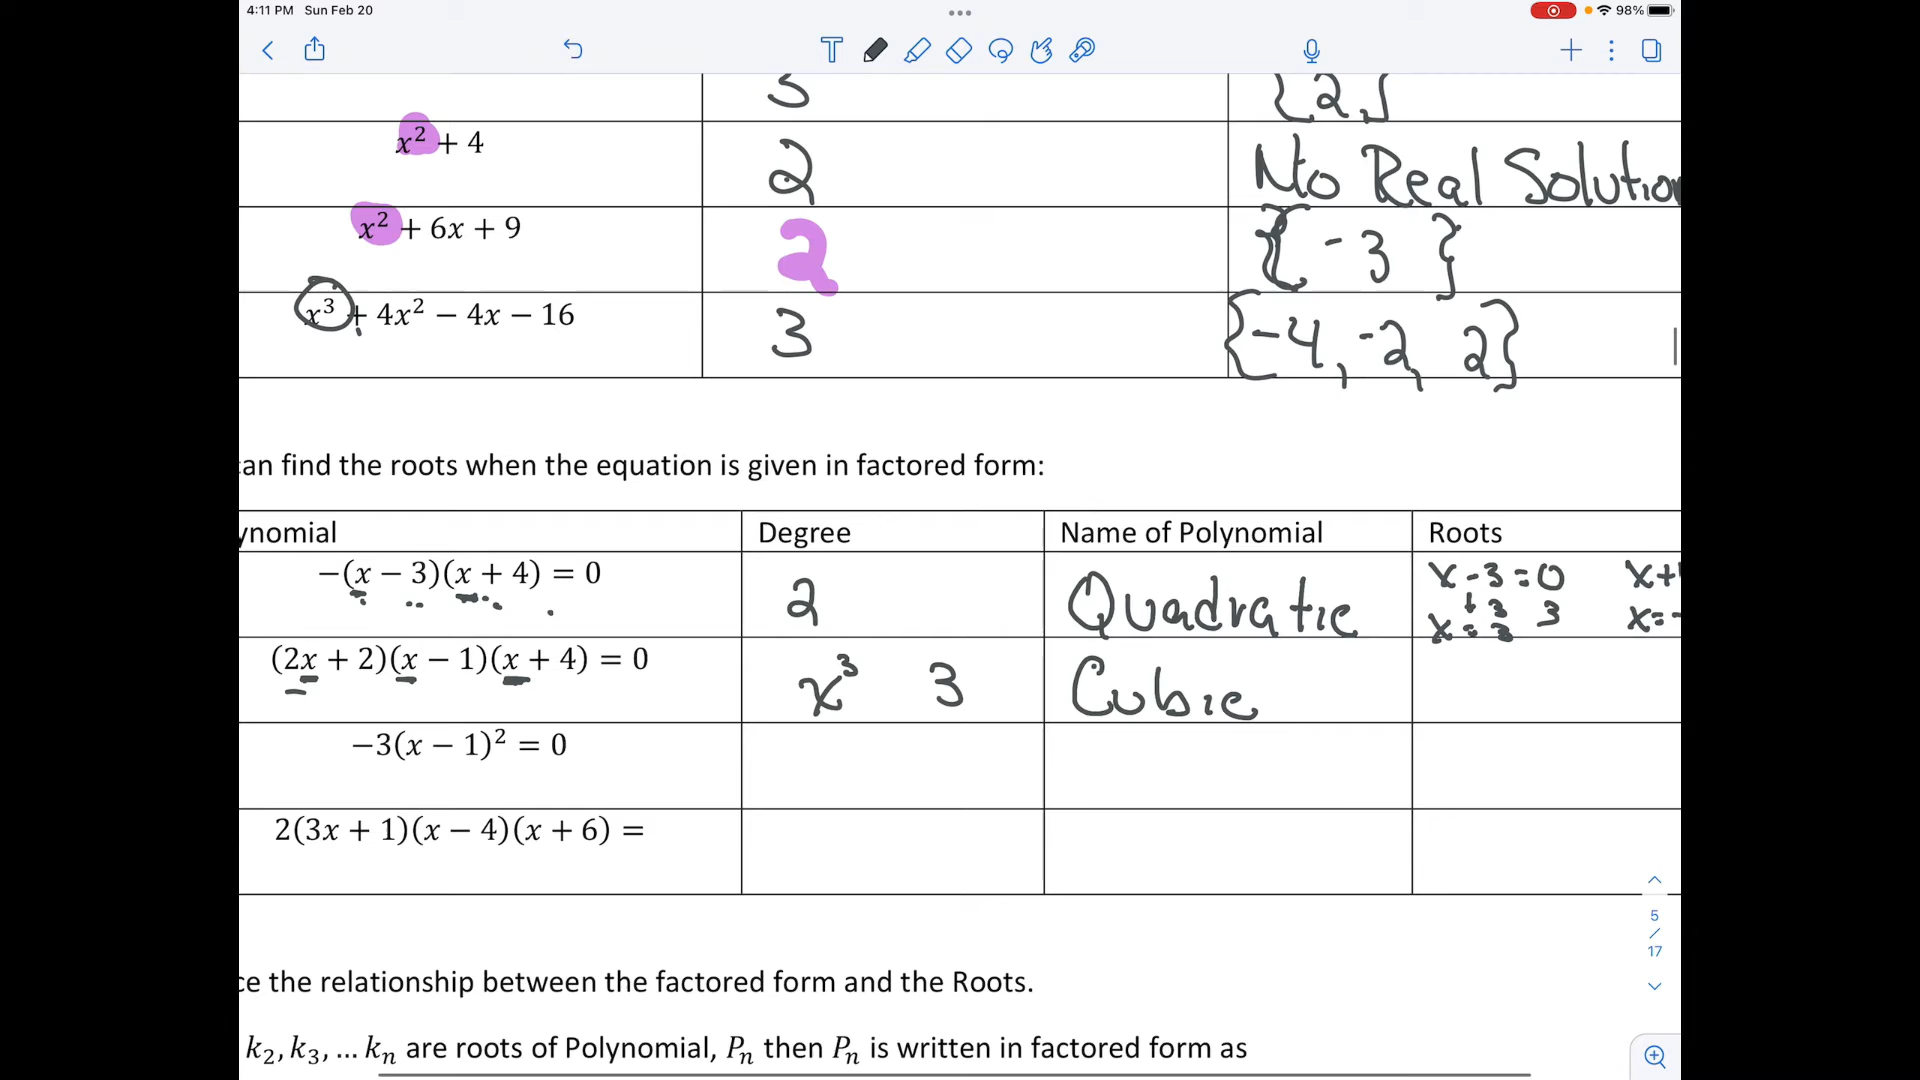 4:11 PM Sun Feb 20
98%
3 {2,}
x² + 4 2 No Real Solution
x² + 6x + 9 2 { -3 }
x³ + 4x² − 4x − 16 3 {-4, -2, 2}
can find the roots when the equation is given in factored form:
ynomial Degree Name of Polynomial Roots
−(x − 3)(x + 4) = 0 2 Quadratic x - 3 = 0 x+
+3 3
x = 3 x = -
(2x + 2)(x − 1)(x + 4) = 0 x³ 3 Cubic
−3(x − 1)² = 0
2(3x + 1)(x − 4)(x + 6) =
5
/
17
ce the relationship between the factored form and the Roots.
k₂, k₃, … kₙ are roots of Polynomial, Pₙ then Pₙ is written in factored form as